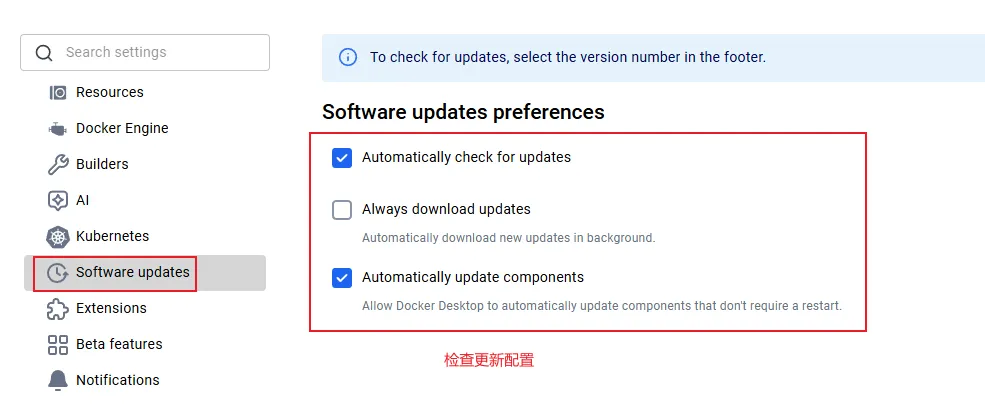 Search settings
Resources
Docker Engine
Builders
AI
Kubernetes
Software updates
Extensions
Beta features
Notifications
To check for updates, select the version number in the footer.
Software updates preferences
Automatically check for updates
Always download updates
Automatically download new updates in background.
Automatically update components
Allow Docker Desktop to automatically update components that don't require a restart.
检查更新配置